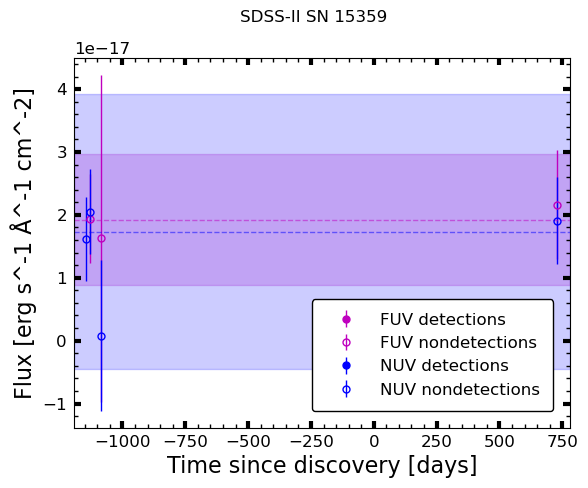 SDSS-II SN 15359
1e−17
4
3
2
1
0
−1
Flux [erg s^-1 Å^-1 cm^-2]
FUV detections
FUV nondetections
NUV detections
NUV nondetections
−1000 −750 −500 −250 0 250 500 750
Time since discovery [days]